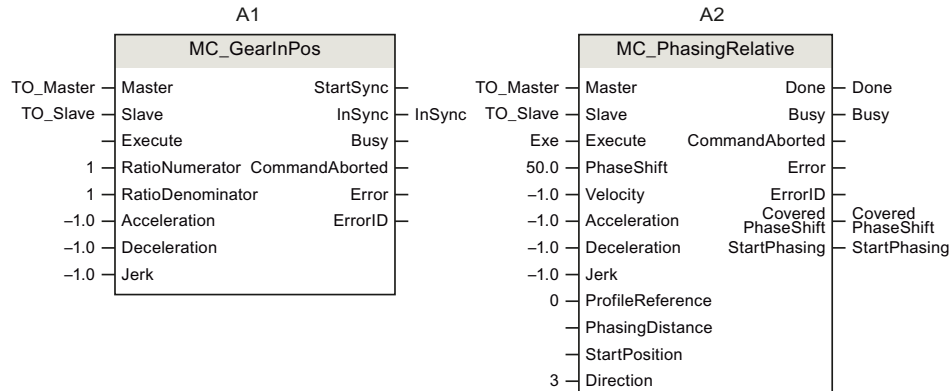 A1
MC_GearInPos
TO_Master Master StartSync
TO_Slave Slave InSync InSync
Execute Busy
1 RatioNumerator CommandAborted
1 RatioDenominator Error
–1.0 Acceleration ErrorID
–1.0 Deceleration
–1.0 Jerk
A2
MC_PhasingRelative
TO_Master Master Done Done
TO_Slave Slave Busy Busy
Exe Execute CommandAborted
50.0 PhaseShift Error
–1.0 Velocity ErrorID
–1.0 Acceleration Covered PhaseShift Covered PhaseShift
–1.0 Deceleration StartPhasing StartPhasing
–1.0 Jerk
0 ProfileReference
PhasingDistance
StartPosition
3 Direction